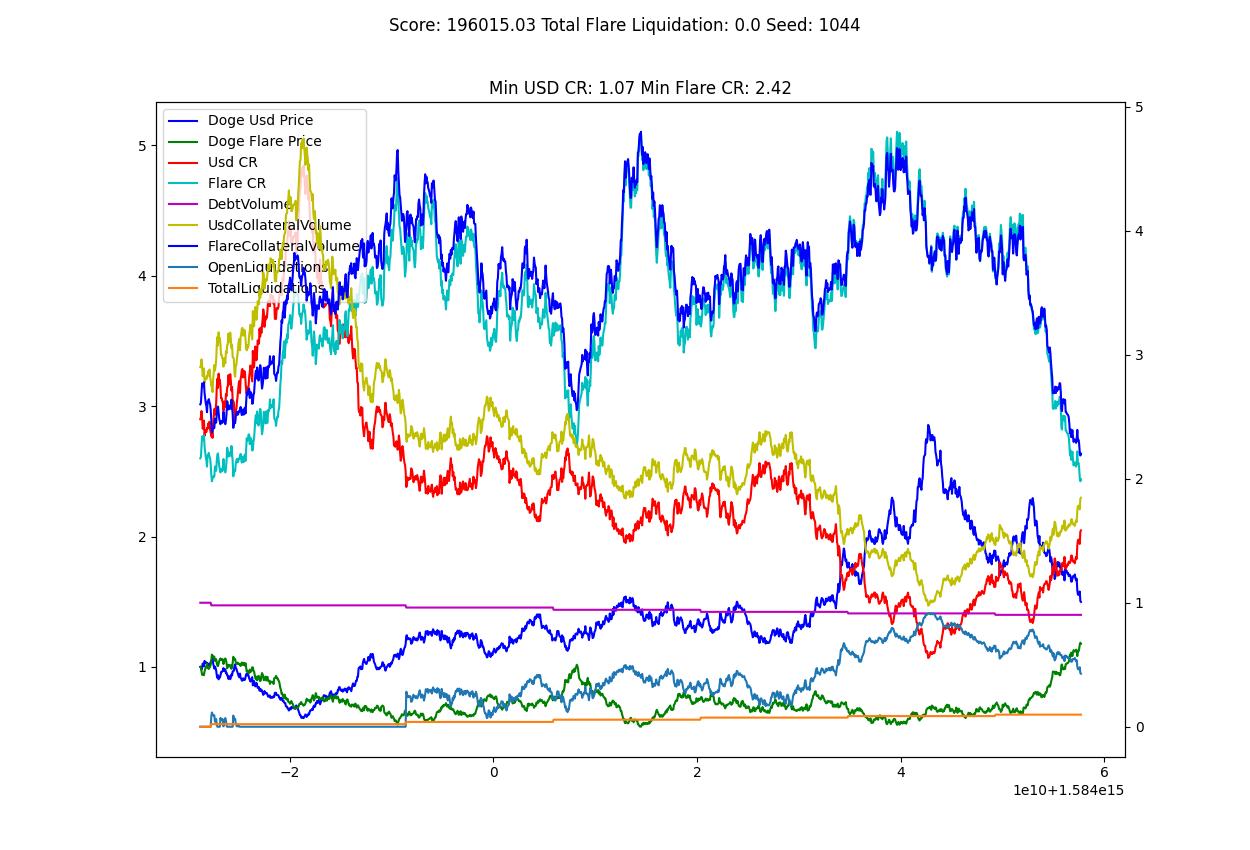 Score: 196015.03 Total Flare Liquidation: 0.0 Seed: 1044
Min USD CR: 1.07 Min Flare CR: 2.42
Doge Usd Price
Doge Flare Price
Usd CR
Flare CR
DebtVolume
UsdCollateralVolume
FlareCollateralVolume
OpenLiquidations
TotalLiquidations
5
4
3
2
1
5
4
3
2
1
0
−2 0 2 4 6
1e10+1.584e15